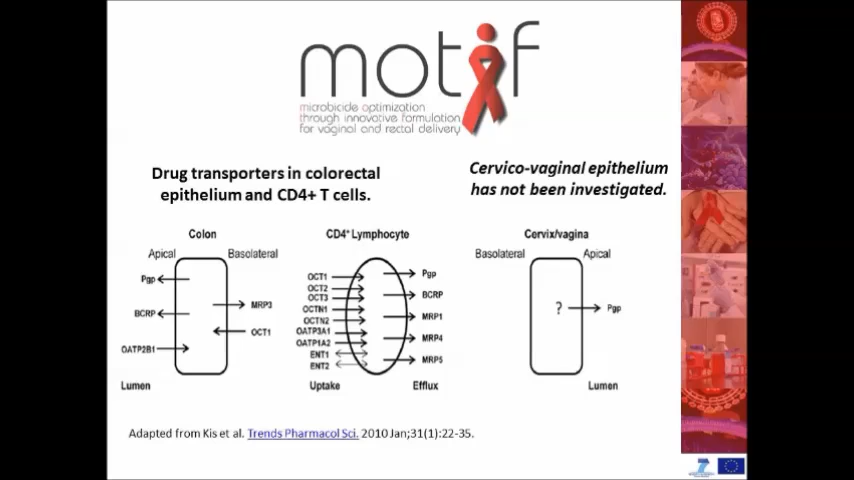 motif
microbicide optimization
through innovative formulation
for vaginal and rectal delivery
Drug transporters in colorectal
epithelium and CD4+ T cells.
Cervico-vaginal epithelium
has not been investigated.
Colon
Apical
Basolateral
Pgp
BCRP
OATP2B1
MRP3
OCT1
Lumen
CD4⁺ Lymphocyte
OCT1
OCT2
OCT3
OCTN1
OCTN2
OATP3A1
OATP1A2
ENT1
ENT2
Pgp
BCRP
MRP1
MRP4
MRP5
Uptake
Efflux
Cervix/vagina
Basolateral
Apical
?
Pgp
Lumen
Adapted from Kis et al. Trends Pharmacol Sci. 2010 Jan;31(1):22-35.